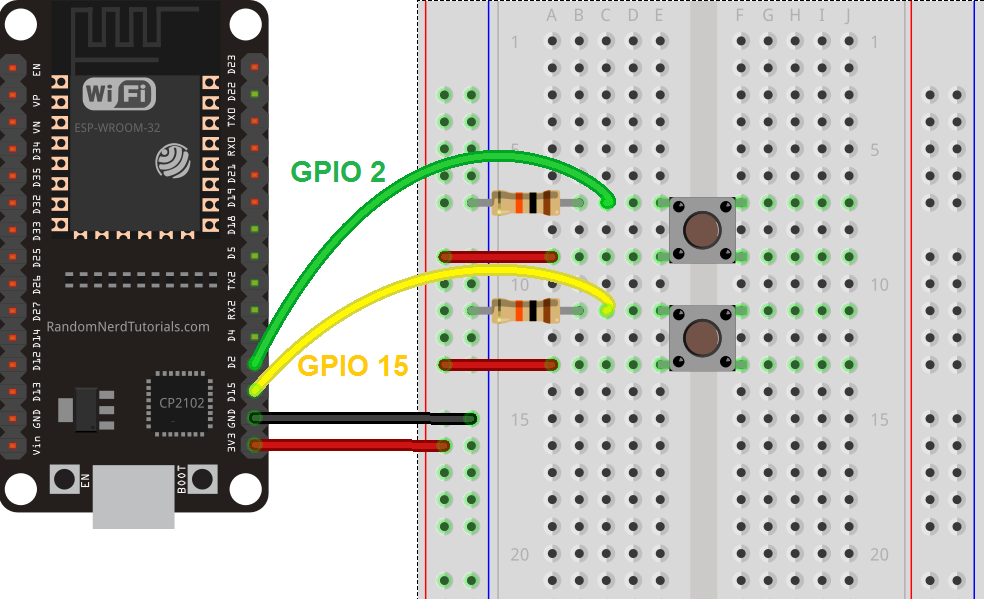 EN
VP
VN
D34
D35
D32
D33
D25
D26
D27
D14
D12
D13
GND
Vin
WiFi
ESP-WROOM-32
RandomNerdTutorials.com
CP2102
EN
BOOT
D23
D22
TX0
RX0
D21
D19
D18
D5
TX2
RX2
D4
D2
D15
GND
3V3
GPIO 2
GPIO 15
A B C D E F G H I J
1 1
5 5
10 10
15 15
20 20